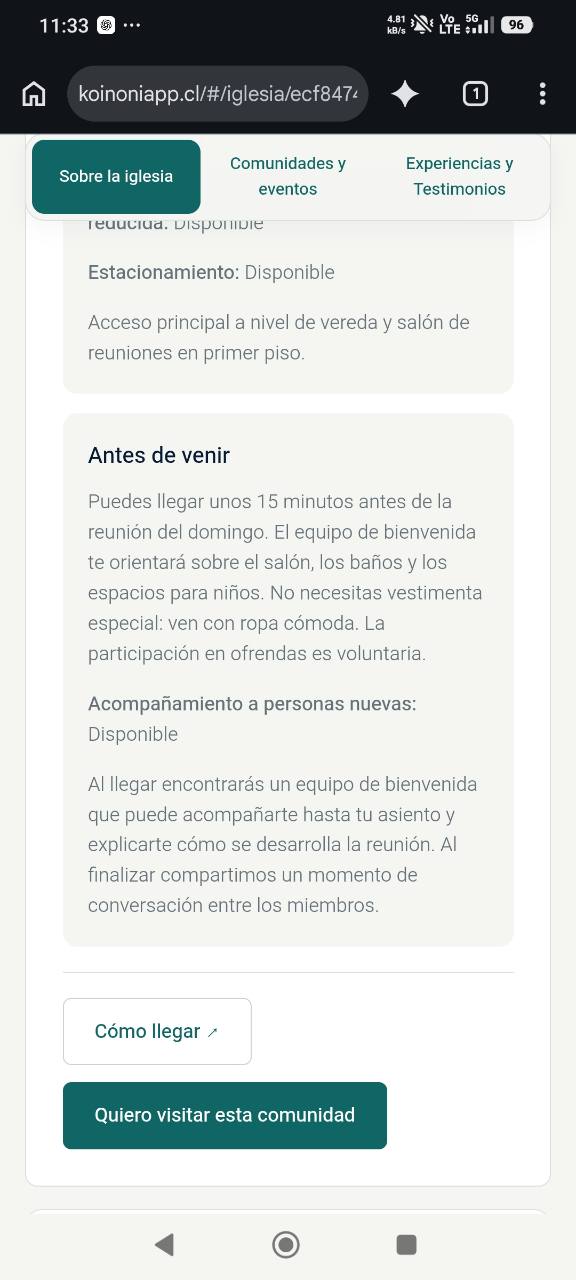 11:33
4.81 kB/s
Vo LTE
5G
96
koinoniapp.cl/#/iglesia/ecf847
1
Sobre la iglesia
Comunidades y
eventos
Experiencias y
Testimonios
reducida: Disponible
Estacionamiento: Disponible
Acceso principal a nivel de vereda y salón de
reuniones en primer piso.
Antes de venir
Puedes llegar unos 15 minutos antes de la
reunión del domingo. El equipo de bienvenida
te orientará sobre el salón, los baños y los
espacios para niños. No necesitas vestimenta
especial: ven con ropa cómoda. La
participación en ofrendas es voluntaria.
Acompañamiento a personas nuevas:
Disponible
Al llegar encontrarás un equipo de bienvenida
que puede acompañarte hasta tu asiento y
explicarte cómo se desarrolla la reunión. Al
finalizar compartimos un momento de
conversación entre los miembros.
Cómo llegar ↗
Quiero visitar esta comunidad